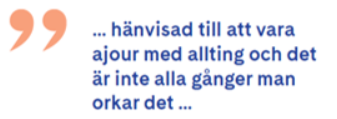 … hänvisad till att vara
ajour med allting och det
är inte alla gånger man
orkar det …